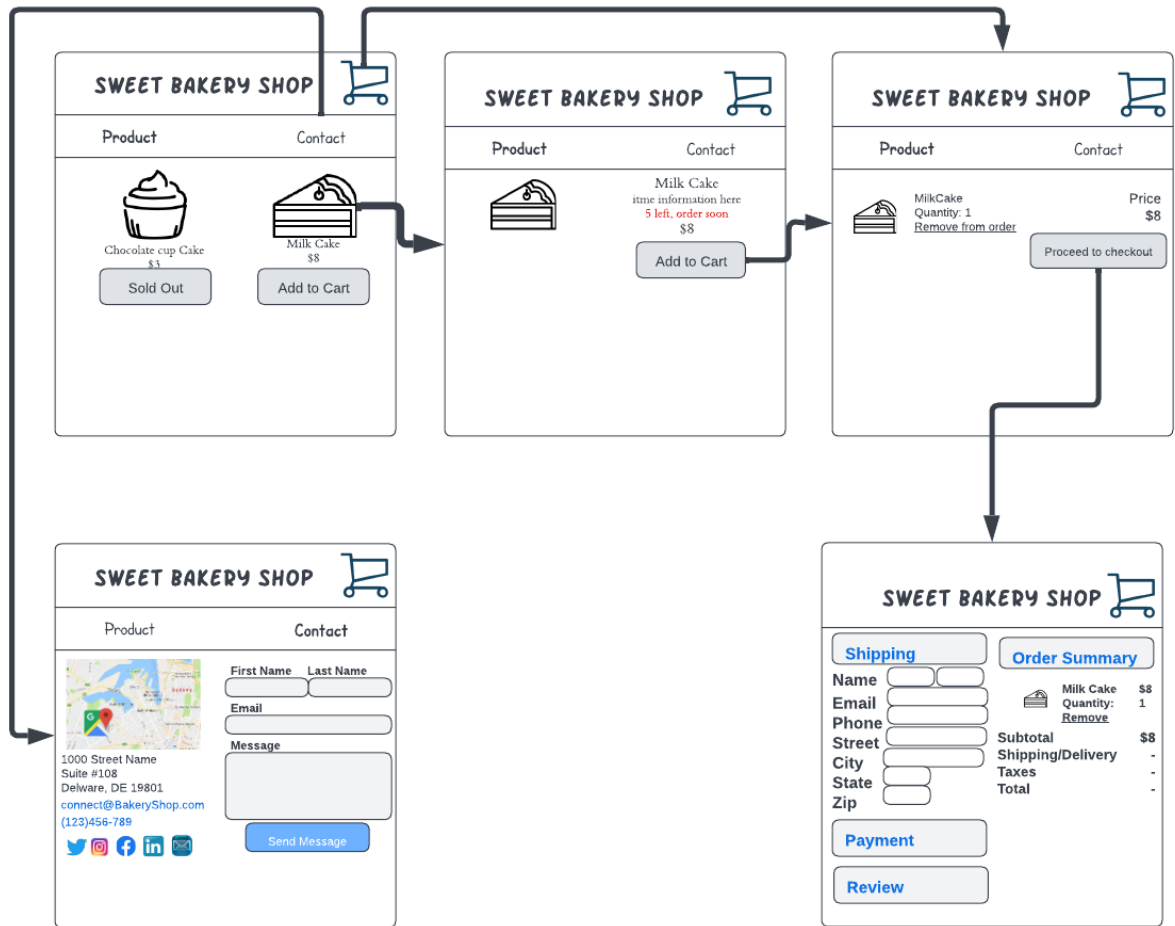 SWEET BAKERY SHOP
Product Contact
Chocolate cup Cake
$3
Sold Out
Milk Cake
$8
Add to Cart
SWEET BAKERY SHOP
Product Contact
Milk Cake
itme information here
5 left, order soon
$8
Add to Cart
SWEET BAKERY SHOP
Product Contact
MilkCake
Quantity: 1
Remove from order
Price
$8
Proceed to checkout
SWEET BAKERY SHOP
Product Contact
1000 Street Name
Suite #108
Delware, DE 19801
connect@BakeryShop.com
(123)456-789
First Name Last Name
Email
Message
Send Message
SWEET BAKERY SHOP
Shipping
Name
Email
Phone
Street
City
State
Zip
Payment
Review
Order Summary
Milk Cake $8
Quantity: 1
Remove
Subtotal $8
Shipping/Delivery -
Taxes -
Total -